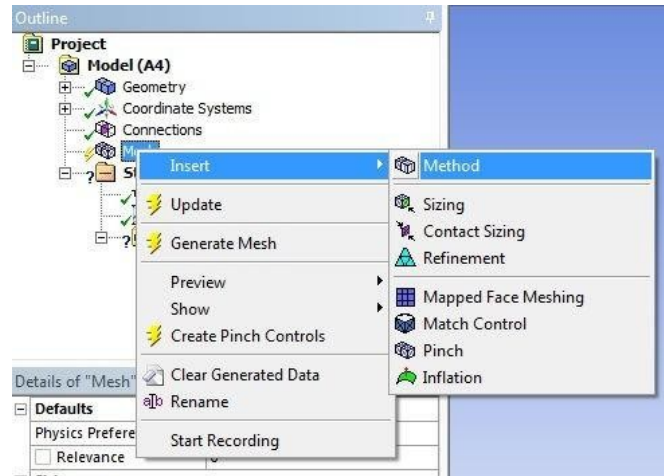 Outline
Project
Model (A4)
Geometry
Coordinate Systems
Connections
Insert
Method
Update
Sizing
Contact Sizing
Refinement
Generate Mesh
Preview
Show
Mapped Face Meshing
Match Control
Create Pinch Controls
Pinch
Inflation
Clear Generated Data
Rename
Start Recording
Details of "Mesh"
Defaults
Physics Prefere
Relevance